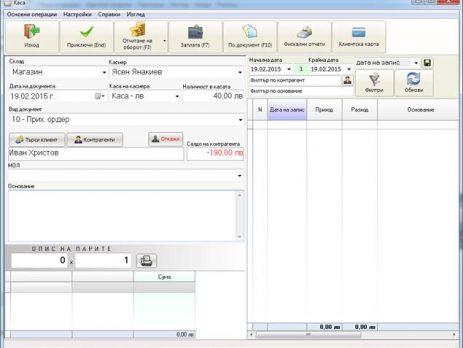 Каса
Основни операции Настройки Справки Изглед
Изход
Приключи (End)
Отчитане на оборот (F3)
Заплата (F7)
По документ (F10)
Фискални отчети
Клиентска карта
Склад
Магазин
Касиер
Ясен Янакиев
Дата на документа
19.02.2015 г.
Каса на касиера
Каса - лв
Наличност в касата
40,00 лв
Вид документ
10 - Прих. ордер
Търси клиент
Контрагенти
Откажи
Иван Христов
Салдо на контрагента
-190,00 лв
МОЛ
Основание
ОПИС НА ПАРИТЕ
0 x 1
Сума
0,00 лв
Начална дата
19.02.2015
1
Крайна дата
19.02.2015
дата на запис
Филтър по контрагент
Филтър по основание
Филтри
Обнови
N Дата на запис Приход Разход Основание
0,00 лв 0,00 лв